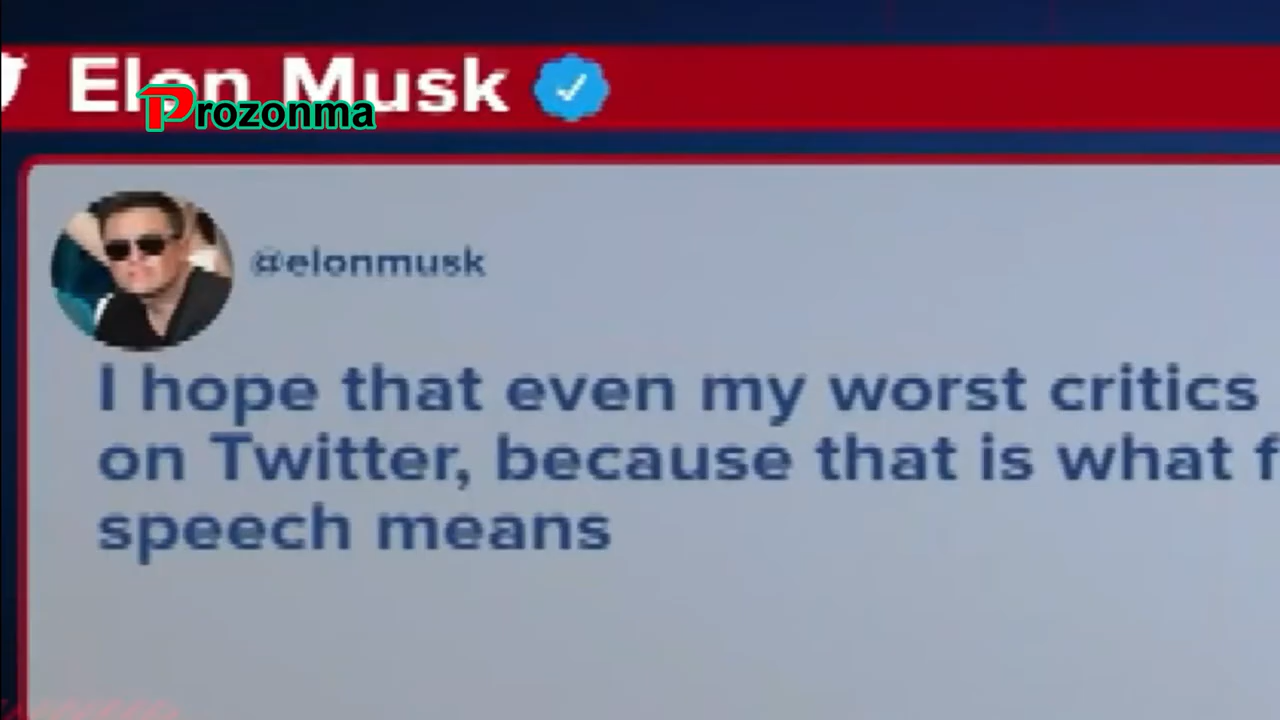 Elon Musk
Prozonma
@elonmusk
I hope that even my worst critics
on Twitter, because that is what
speech means